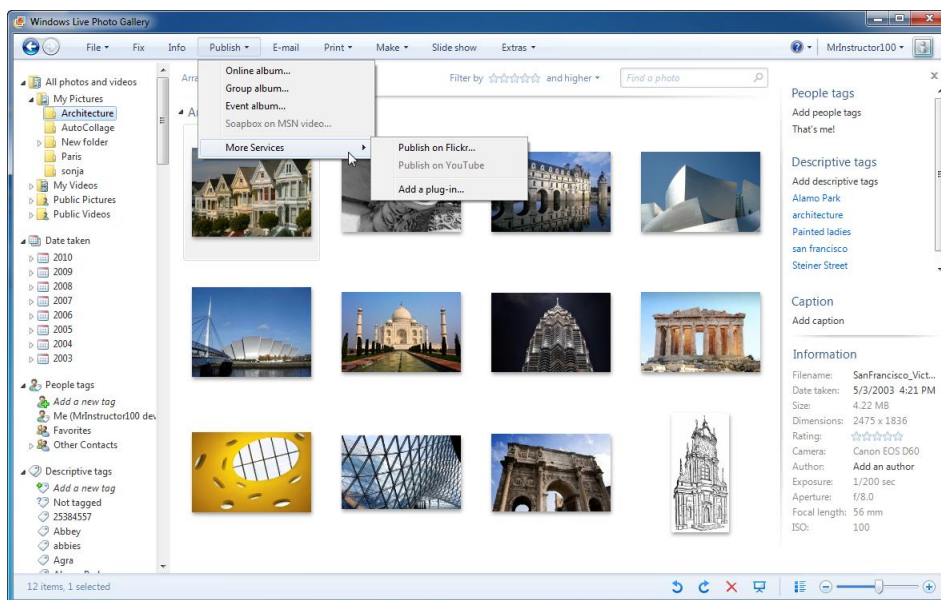 Windows Live Photo Gallery
File Fix Info Publish E-mail Print Make Slide show Extras MrInstructor100
Filter by and higher Find a photo
Online album...
Group album...
Event album...
Soapbox on MSN video...
More Services
Publish on Flickr...
Publish on YouTube
Add a plug-in...
All photos and videos
My Pictures
Architecture
AutoCollage
New folder
Paris
sonja
My Videos
Public Pictures
Public Videos
Date taken
2010
2009
2008
2007
2006
2005
2004
2003
People tags
Add a new tag
Me (MrInstructor100 dev
Favorites
Other Contacts
Descriptive tags
Add a new tag
Not tagged
25384557
Abbey
abbies
Agra
People tags
Add people tags
That's me!
Descriptive tags
Add descriptive tags
Alamo Park
architecture
Painted ladies
san francisco
Steiner Street
Caption
Add caption
Information
Filename: SanFrancisco_Vict...
Date taken: 5/3/2003 4:21 PM
Size: 4.22 MB
Dimensions: 2475 x 1836
Rating:
Camera: Canon EOS D60
Author: Add an author
Exposure: 1/200 sec
Aperture: f/8.0
Focal length: 56 mm
ISO: 100
12 items, 1 selected